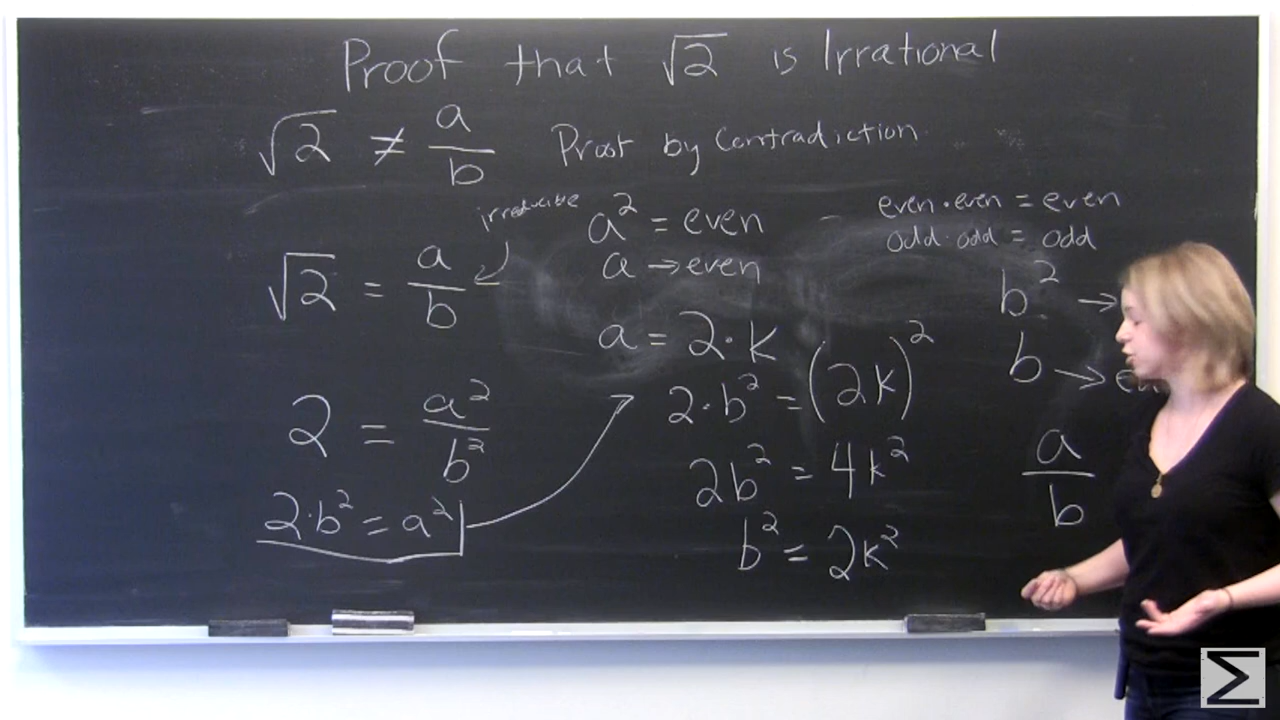 Proof that √2 is Irrational
√2 ≠ a/b
Proof by Contradiction.
irreducible
√2 = a/b
2 = a²/b²
2·b² = a²
a² = even
a → even
a = 2·k
2·b² = (2k)²
2b² = 4k²
b² = 2k²
even·even = even
odd·odd = odd
b² →
b →
a/b
Σ